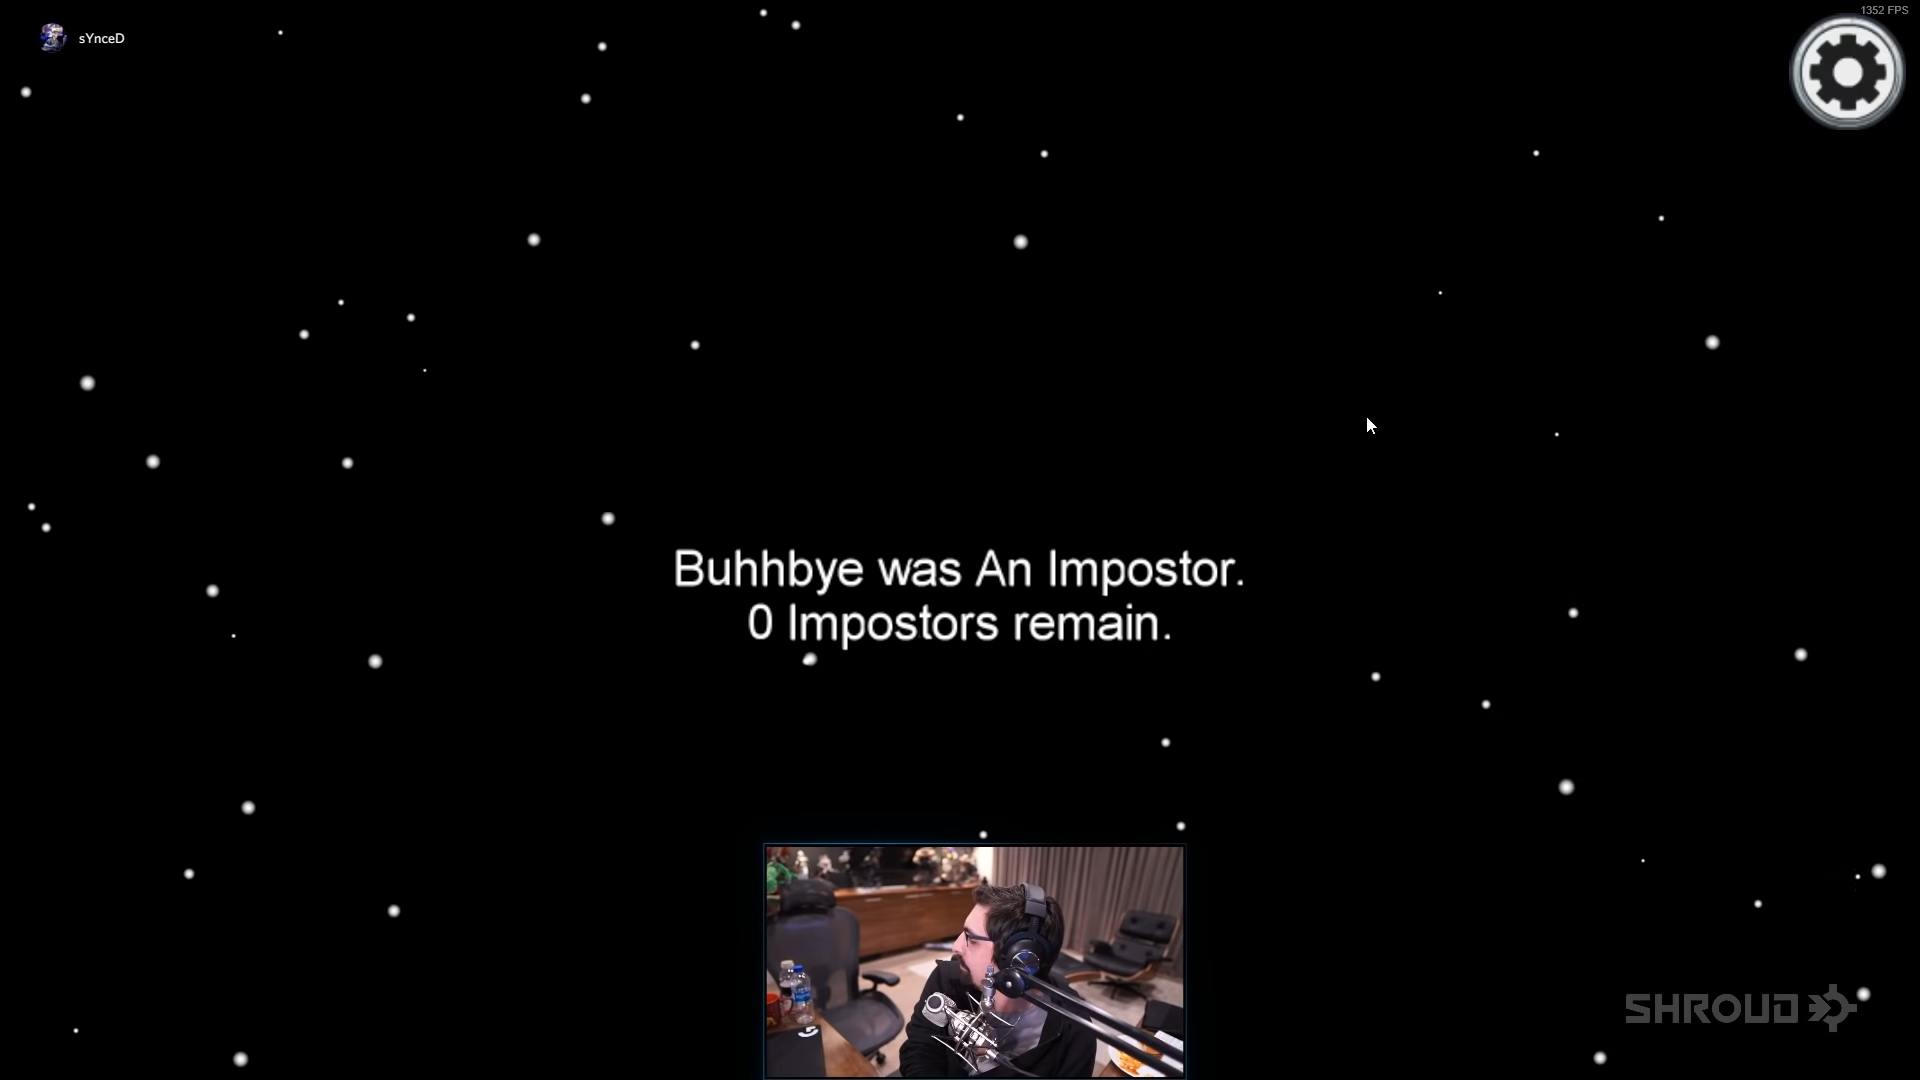 1352 FPS
sYnceD
Buhhbye was An Impostor.
0 Impostors remain.
SHROUD